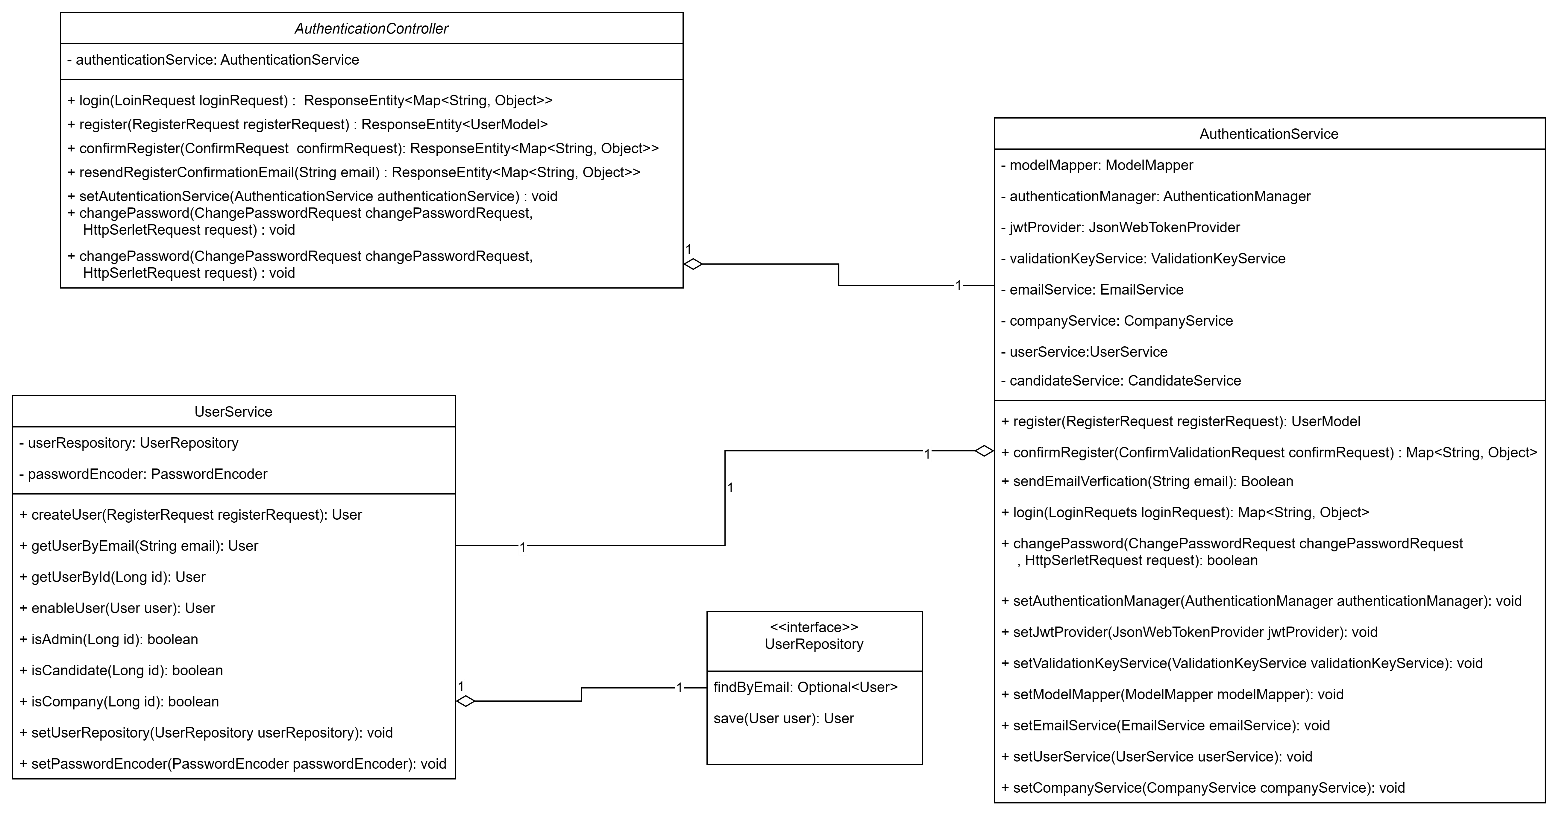 AuthenticationController
- authenticationService: AuthenticationService
+ login(LoinRequest loginRequest) :  ResponseEntity<Map<String, Object>>
+ register(RegisterRequest registerRequest) : ResponseEntity<UserModel>
+ confirmRegister(ConfirmRequest  confirmRequest): ResponseEntity<Map<String, Object>>
+ resendRegisterConfirmationEmail(String email) : ResponseEntity<Map<String, Object>>
+ setAutenticationService(AuthenticationService authenticationService) : void
+ changePassword(ChangePasswordRequest changePasswordRequest,
HttpSerletRequest request) : void
+ changePassword(ChangePasswordRequest changePasswordRequest,
HttpSerletRequest request) : void
1
1
AuthenticationService
- modelMapper: ModelMapper
- authenticationManager: AuthenticationManager
- jwtProvider: JsonWebTokenProvider
- validationKeyService: ValidationKeyService
- emailService: EmailService
- companyService: CompanyService
- userService:UserService
- candidateService: CandidateService
+ register(RegisterRequest registerRequest): UserModel
+ confirmRegister(ConfirmValidationRequest confirmRequest) : Map<String, Object>
+ sendEmailVerfication(String email): Boolean
+ login(LoginRequets loginRequest): Map<String, Object>
+ changePassword(ChangePasswordRequest changePasswordRequest
, HttpSerletRequest request): boolean
+ setAuthenticationManager(AuthenticationManager authenticationManager): void
+ setJwtProvider(JsonWebTokenProvider jwtProvider): void
+ setValidationKeyService(ValidationKeyService validationKeyService): void
+ setModelMapper(ModelMapper modelMapper): void
+ setEmailService(EmailService emailService): void
+ setUserService(UserService userService): void
+ setCompanyService(CompanyService companyService): void
1
1
1
UserService
- userRespository: UserRepository
- passwordEncoder: PasswordEncoder
+ createUser(RegisterRequest registerRequest): User
+ getUserByEmail(String email): User
+ getUserById(Long id): User
+ enableUser(User user): User
+ isAdmin(Long id): boolean
+ isCandidate(Long id): boolean
+ isCompany(Long id): boolean
+ setUserRepository(UserRepository userRepository): void
+ setPasswordEncoder(PasswordEncoder passwordEncoder): void
1
1
<<interface>>
UserRepository
findByEmail: Optional<User>
save(User user): User